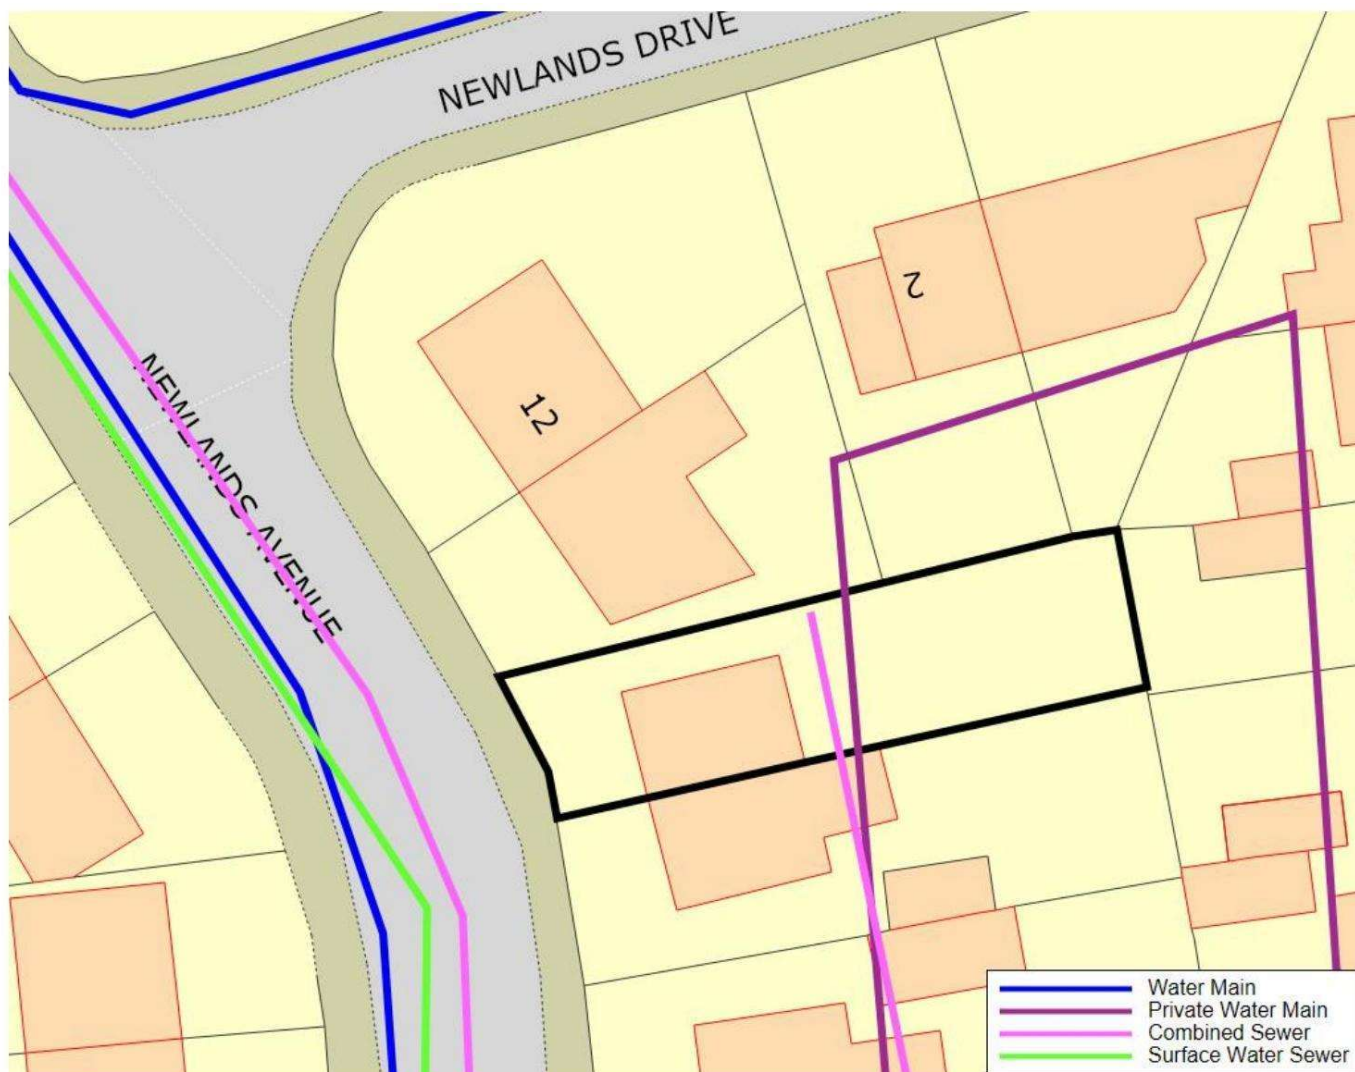 NEWLANDS DRIVE
2
12
NEWLANDS AVENUE
Water Main
Private Water Main
Combined Sewer
Surface Water Sewer